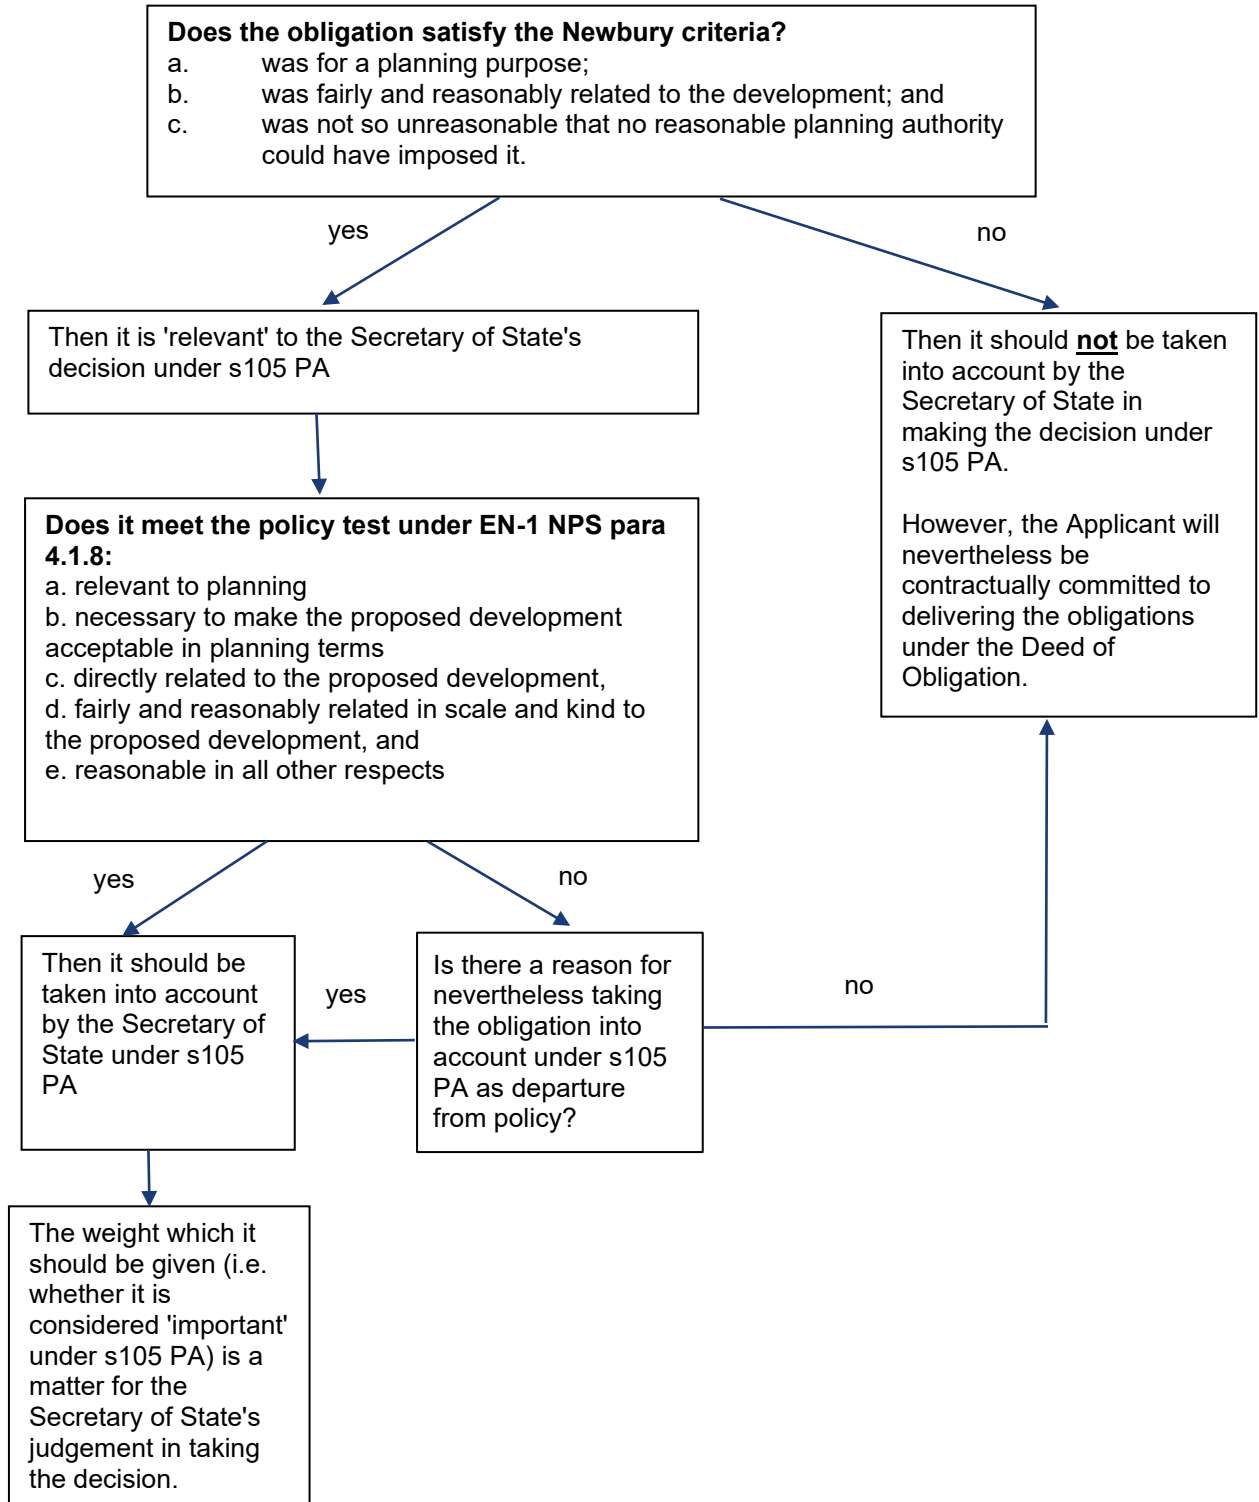 Does the obligation satisfy the Newbury criteria?
a. was for a planning purpose;
b. was fairly and reasonably related to the development; and
c. was not so unreasonable that no reasonable planning authority
could have imposed it.
yes
no
Then it is 'relevant' to the Secretary of State's
decision under s105 PA
Then it should not be taken
into account by the
Secretary of State in
making the decision under
s105 PA.
However, the Applicant will
nevertheless be
contractually committed to
delivering the obligations
under the Deed of
Obligation.
Does it meet the policy test under EN-1 NPS para
4.1.8:
a. relevant to planning
b. necessary to make the proposed development
acceptable in planning terms
c. directly related to the proposed development,
d. fairly and reasonably related in scale and kind to
the proposed development, and
e. reasonable in all other respects
yes
no
Then it should be
taken into account
by the Secretary of
State under s105
PA
yes
Is there a reason for
nevertheless taking
the obligation into
account under s105
PA as departure
from policy?
no
The weight which it
should be given (i.e.
whether it is
considered 'important'
under s105 PA) is a
matter for the
Secretary of State's
judgement in taking
the decision.